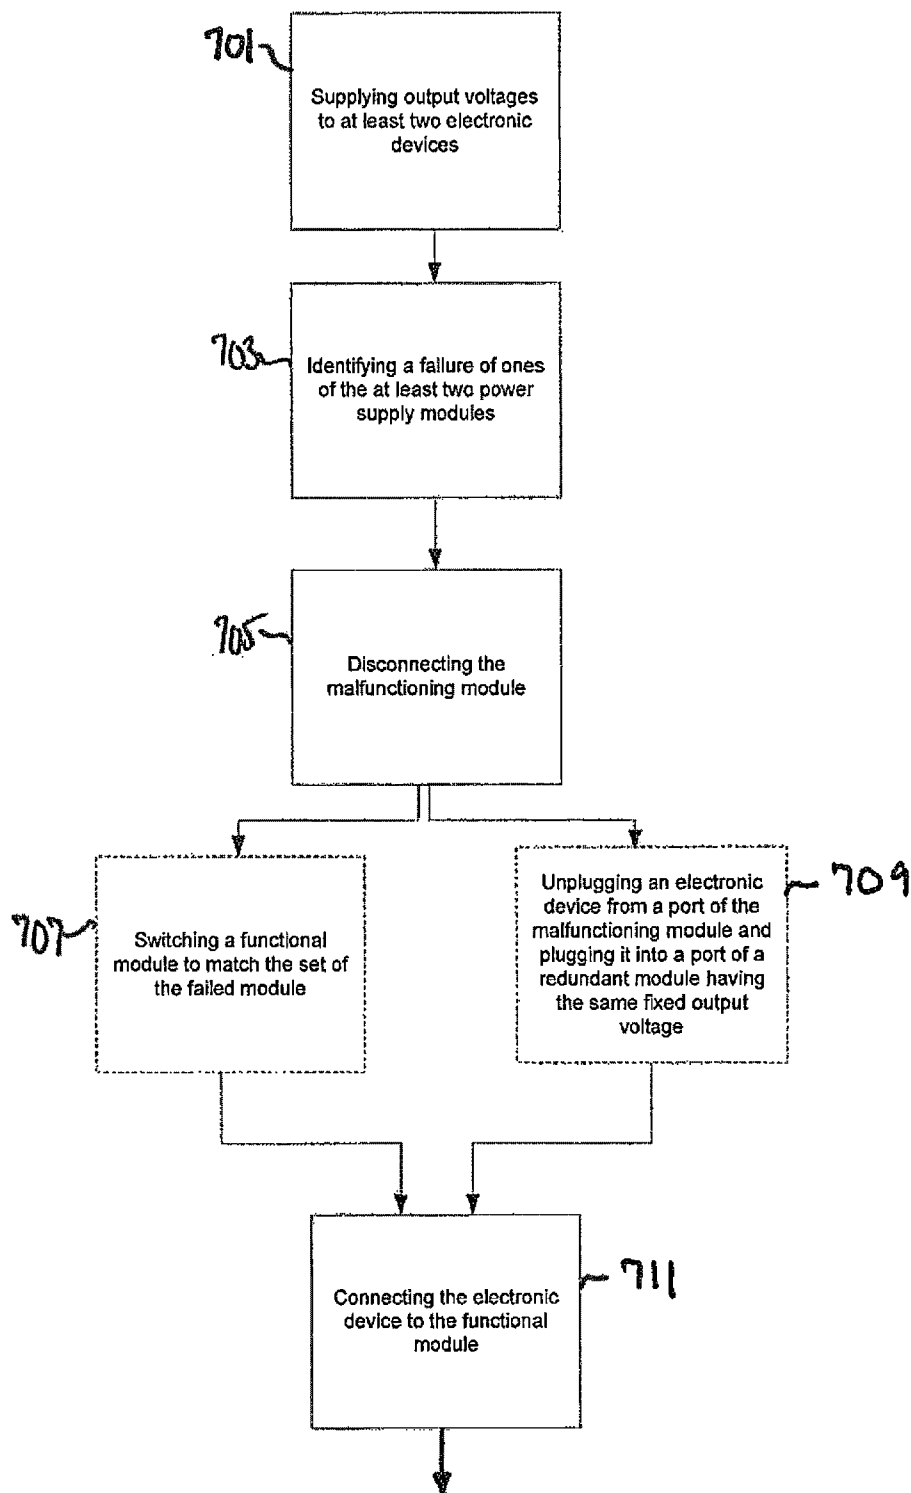 701
Supplying output voltages
to at least two electronic
devices
703
Identifying a failure of ones
of the at least two power
supply modules
705
Disconnecting the
malfunctioning module
707
Switching a functional
module to match the set of
the failed module
709
Unplugging an electronic
device from a port of the
malfunctioning module and
plugging it into a port of a
redundant module having
the same fixed output
voltage
711
Connecting the electronic
device to the functional
module